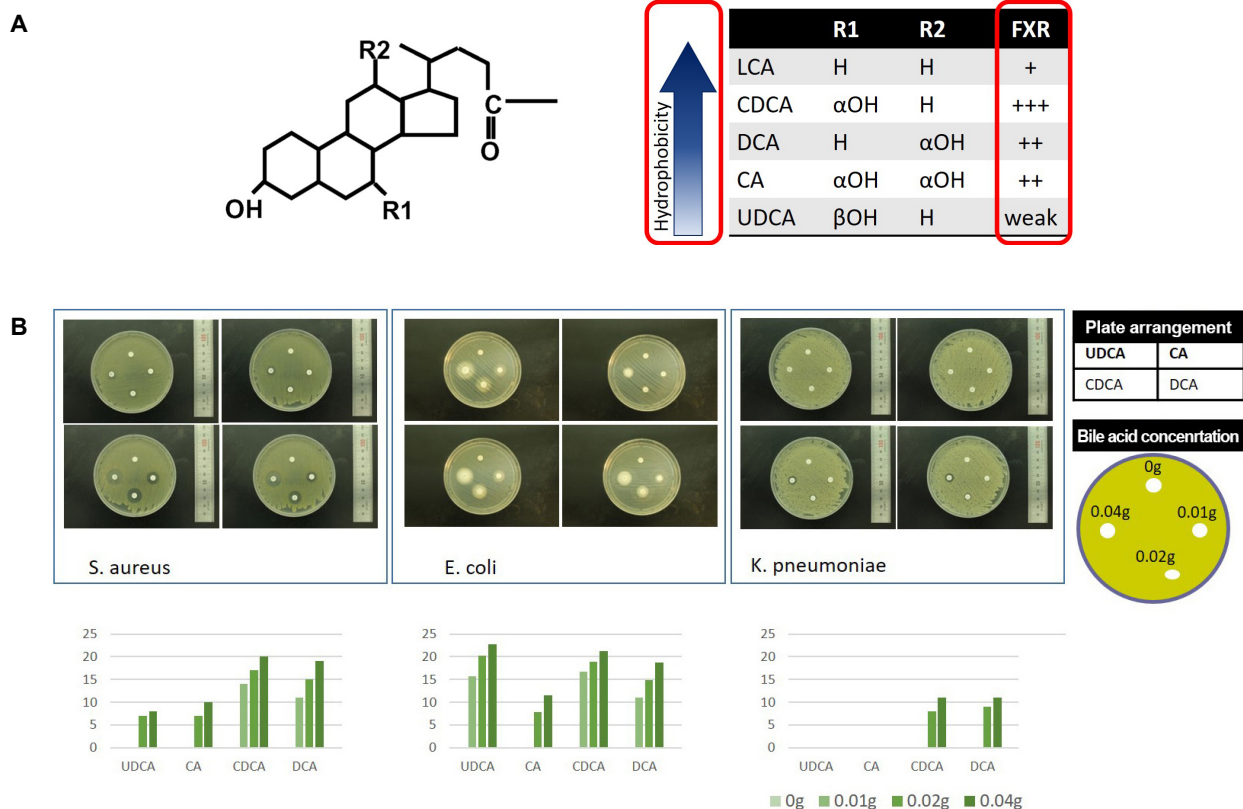 A
R2
C
O
OH
R1
Hydrophobicity
R1 R2 FXR
LCA H H +
CDCA αOH H +++
DCA H αOH ++
CA αOH αOH ++
UDCA βOH H weak
B
S. aureus
E. coli
K. pneumoniae
Plate arrangement
UDCA CA
CDCA DCA
Bile acid concenrtation
0g
0.04g 0.01g
0.02g
25
20
15
10
5
0
UDCA CA CDCA DCA
25
20
15
10
5
0
UDCA CA CDCA DCA
25
20
15
10
5
0
UDCA CA CDCA DCA
0g 0.01g 0.02g 0.04g